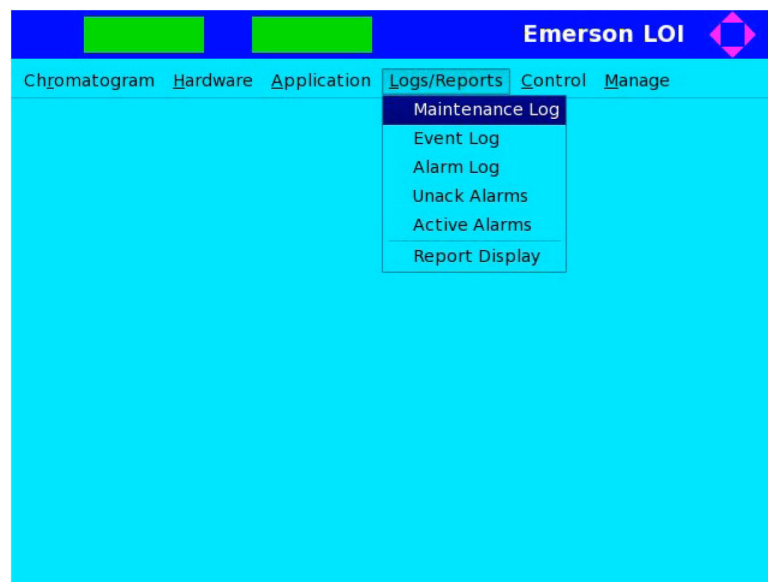 Emerson LOI
Chromatogram Hardware Application Logs/Reports Control Manage
Maintenance Log
Event Log
Alarm Log
Unack Alarms
Active Alarms
Report Display